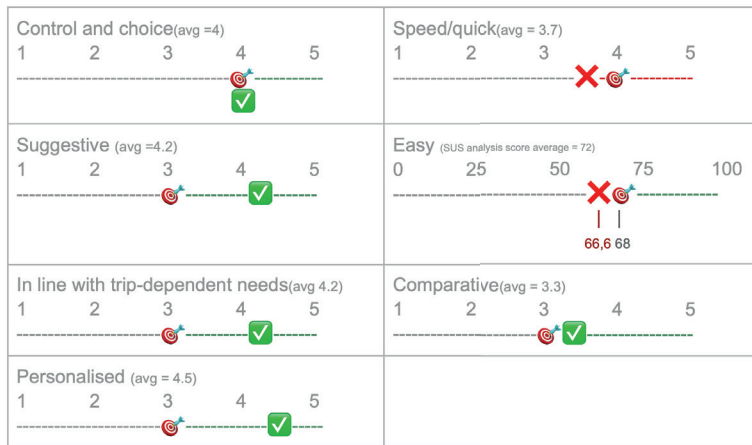 Control and choice(avg =4)
1 2 3 4 5
Speed/quick(avg = 3.7)
1 2 3 4 5
Suggestive (avg =4.2)
1 2 3 4 5
Easy (SUS analysis score average = 72)
0 25 50 75 100
66,6 68
In line with trip-dependent needs(avg 4.2)
1 2 3 4 5
Comparative(avg = 3.3)
1 2 3 4 5
Personalised (avg = 4.5)
1 2 3 4 5